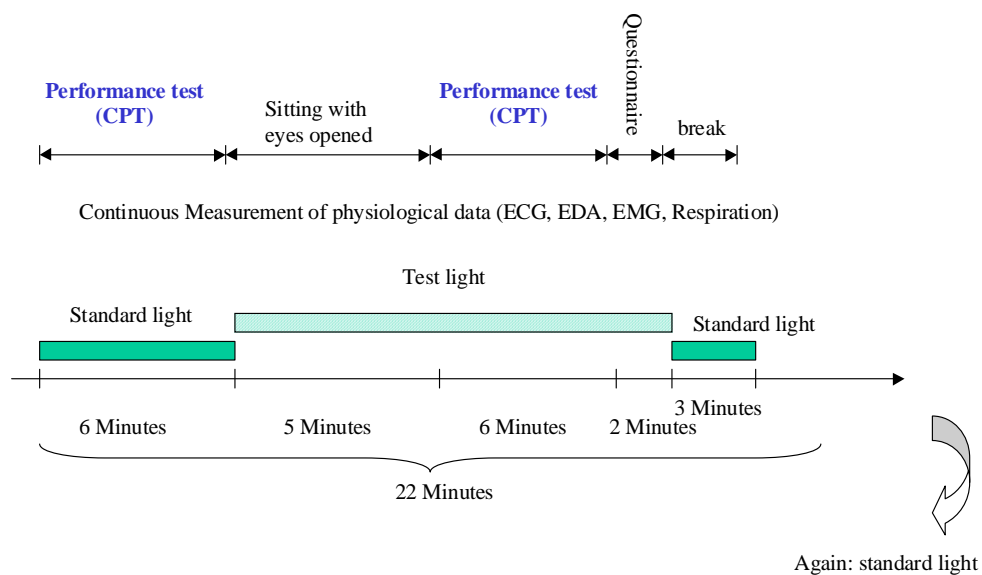 Performance test
(CPT)
Sitting with
eyes opened
Performance test
(CPT)
Questionnaire
break
Continuous Measurement of physiological data (ECG, EDA, EMG, Respiration)
Test light
Standard light
Standard light
6 Minutes
5 Minutes
6 Minutes
2 Minutes
3 Minutes
22 Minutes
Again: standard light